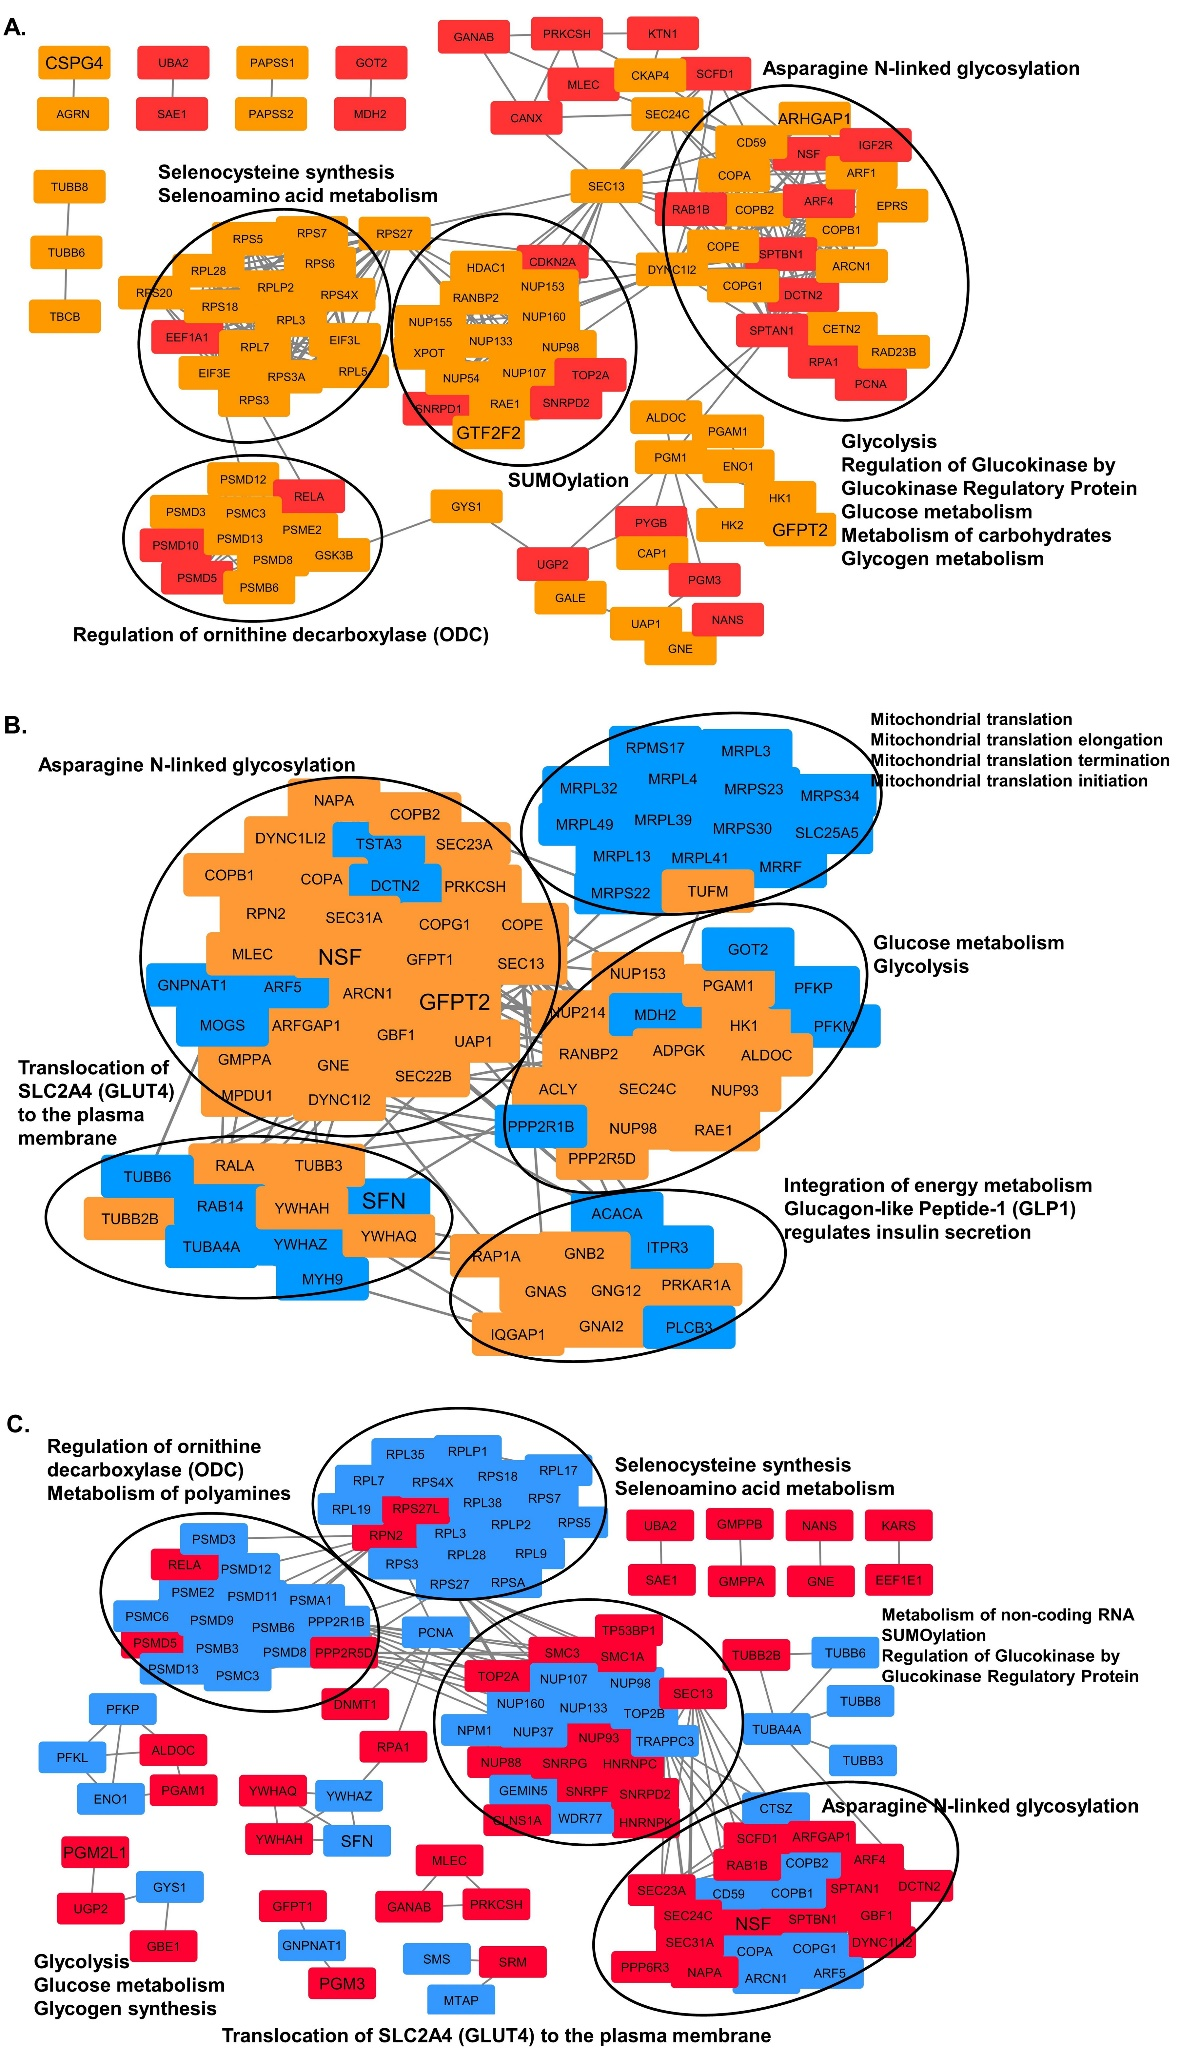 A.
CSPG4
AGRN
UBA2
SAE1
PAPSS1
PAPSS2
GOT2
MDH2
TUBB8
TUBB6
TBCB
GANAB
PRKCSH
KTN1
MLEC
CKAP4
SCFD1
CANX
SEC24C
SEC13
Asparagine N-linked glycosylation
ARHGAP1
CD59
NSF
IGF2R
COPA
ARF1
RAB1B
COPB2
ARF4
EPRS
COPB1
COPE
SPTBN1
DYNC1I2
ARCN1
COPG1
DCTN2
SPTAN1
CETN2
RPA1
RAD23B
PCNA
Selenocysteine synthesis
Selenoamino acid metabolism
RPS5
RPS7
RPS27
RPL28
RPS6
RPS20
RPLP2
RPS4X
RPS18
RPL3
EEF1A1
RPL7
EIF3L
EIF3E
RPS3A
RPL5
RPS3
HDAC1
CDKN2A
RANBP2
NUP153
NUP155
NUP160
XPOT
NUP133
NUP98
NUP54
NUP107
TOP2A
SNRPD1
RAE1
SNRPD2
GTF2F2
SUMOylation
PSMD12
RELA
PSMD3
PSMC3
PSME2
PSMD10
PSMD13
PSMD8
GSK3B
PSMD5
PSMB6
Regulation of ornithine decarboxylase (ODC)
GYS1
UGP2
GALE
ALDOC
PGAM1
PGM1
ENO1
HK1
HK2
GFPT2
PYGB
CAP1
PGM3
UAP1
NANS
GNE
Glycolysis
Regulation of Glucokinase by
Glucokinase Regulatory Protein
Glucose metabolism
Metabolism of carbohydrates
Glycogen metabolism
B.
Asparagine N-linked glycosylation
NAPA
COPB2
DYNC1LI2
TSTA3
SEC23A
COPB1
COPA
DCTN2
PRKCSH
RPN2
SEC31A
COPG1
COPE
MLEC
NSF
GFPT1
SEC13
GNPNAT1
ARF5
ARCN1
GFPT2
MOGS
ARFGAP1
GBF1
UAP1
GMPPA
GNE
SEC22B
MPDU1
DYNC1I2
Mitochondrial translation
Mitochondrial translation elongation
Mitochondrial translation termination
Mitochondrial translation initiation
RPMS17
MRPL3
MRPL32
MRPL4
MRPS23
MRPS34
MRPL49
MRPL39
MRPS30
SLC25A5
MRPL13
MRPL41
MRRF
MRPS22
TUFM
Glucose metabolism
Glycolysis
GOT2
NUP153
PGAM1
PFKP
NUP214
MDH2
HK1
PFKM
RANBP2
ADPGK
ALDOC
ACLY
SEC24C
NUP93
PPP2R1B
NUP98
RAE1
PPP2R5D
Translocation of
SLC2A4 (GLUT4)
to the plasma
membrane
TUBB6
RALA
TUBB3
TUBB2B
RAB14
YWHAH
SFN
TUBA4A
YWHAZ
YWHAQ
MYH9
Integration of energy metabolism
Glucagon-like Peptide-1 (GLP1)
regulates insulin secretion
ACACA
RAP1A
GNB2
ITPR3
GNAS
GNG12
PRKAR1A
IQGAP1
GNAI2
PLCB3
C.
Regulation of ornithine
decarboxylase (ODC)
Metabolism of polyamines
RPL35
RPLP1
RPL7
RPS4X
RPS18
RPL17
RPL19
RPS27L
RPL38
RPS7
RPN2
RPL3
RPLP2
RPS5
RPS3
RPL28
RPL9
RPS27
RPSA
Selenocysteine synthesis
Selenoamino acid metabolism
UBA2
GMPPB
NANS
KARS
SAE1
GMPPA
GNE
EEF1E1
PSMD3
RELA
PSMD12
PSME2
PSMD11
PSMA1
PSMC6
PSMD9
PSMB6
PPP2R1B
PSMD5
PSMB3
PSMD8
PPP2R5D
PSMD13
PSMC3
PCNA
DNMT1
RPA1
TP53BP1
SMC3
SMC1A
TOP2A
NUP107
NUP98
SEC13
NUP160
NUP133
TOP2B
NPM1
NUP37
NUP93
TRAPPC3
NUP88
SNRPG
HNRNPC
GEMIN5
SNRPF
SNRPD2
CLNS1A
WDR77
HNRNPK
Metabolism of non-coding RNA
SUMOylation
Regulation of Glucokinase by
Glucokinase Regulatory Protein
TUBB2B
TUBB6
TUBB8
TUBA4A
TUBB3
PFKP
PFKL
ALDOC
ENO1
PGAM1
YWHAQ
YWHAZ
YWHAH
SFN
PGM2L1
GYS1
UGP2
GBE1
Glycolysis
Glucose metabolism
Glycogen synthesis
MLEC
GANAB
PRKCSH
GFPT1
GNPNAT1
PGM3
SMS
SRM
MTAP
Asparagine N-linked glycosylation
CTSZ
SCFD1
ARFGAP1
RAB1B
COPB2
ARF4
SEC23A
CD59
COPB1
SPTAN1
DCTN2
SEC24C
NSF
SPTBN1
GBF1
SEC31A
COPA
COPG1
DYNC1LI2
PPP6R3
NAPA
ARCN1
ARF5
Translocation of SLC2A4 (GLUT4) to the plasma membrane